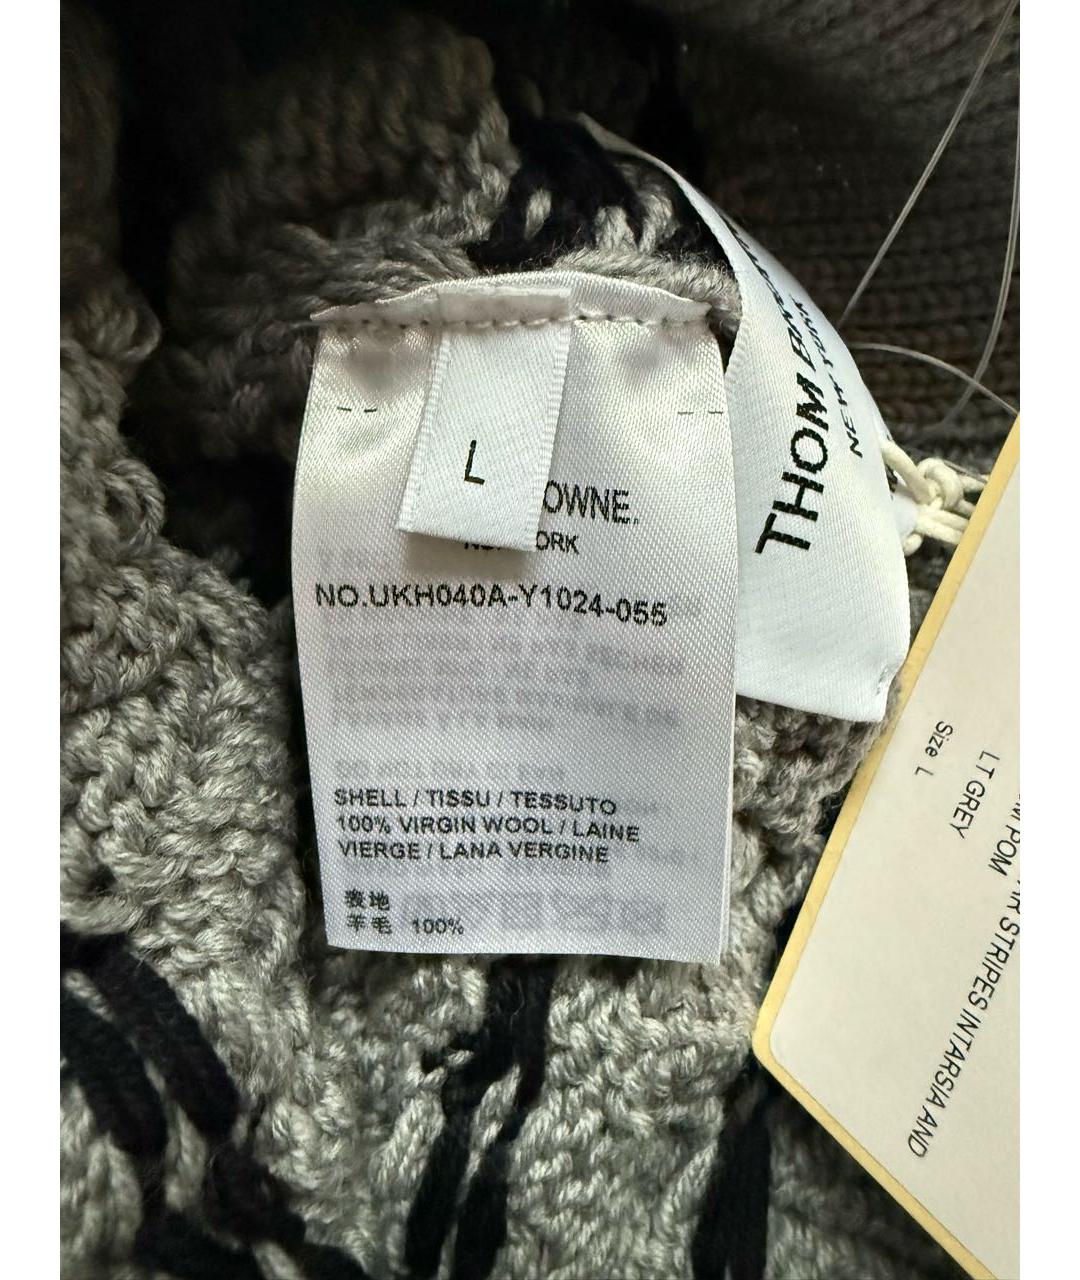 L
OWNE.
ORK
NO.UKH040A-Y1024-055
SHELL / TISSU / TESSUTO
100% VIRGIN WOOL / LAINE
VIERGE / LANA VERGINE
表地
羊毛 100%
THOM
NEW YORK
Size L
LT GREY
POM
STRIPES INTARSIA AND